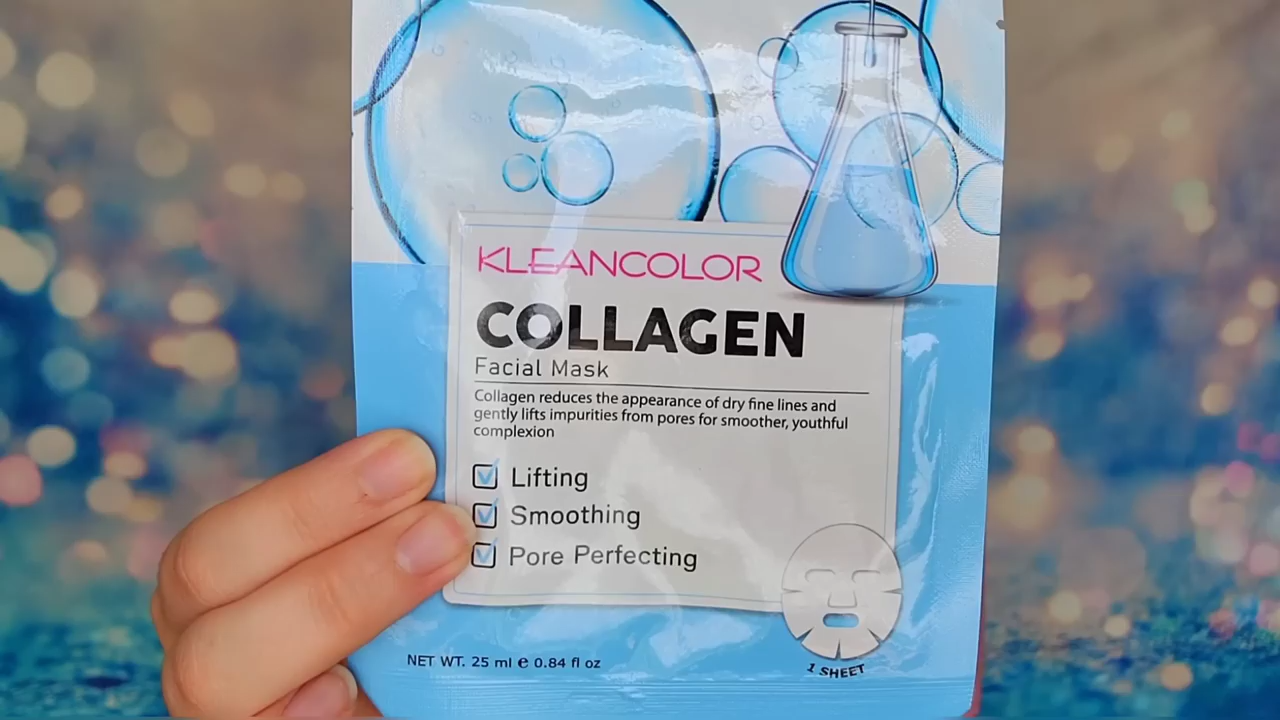 KLEANCOLOR
COLLAGEN
Facial Mask
Collagen reduces the appearance of dry fine lines and
gently lifts impurities from pores for smoother, youthful
complexion
Lifting
Smoothing
Pore Perfecting
NET WT. 25 ml e 0.84 fl oz
1 SHEET